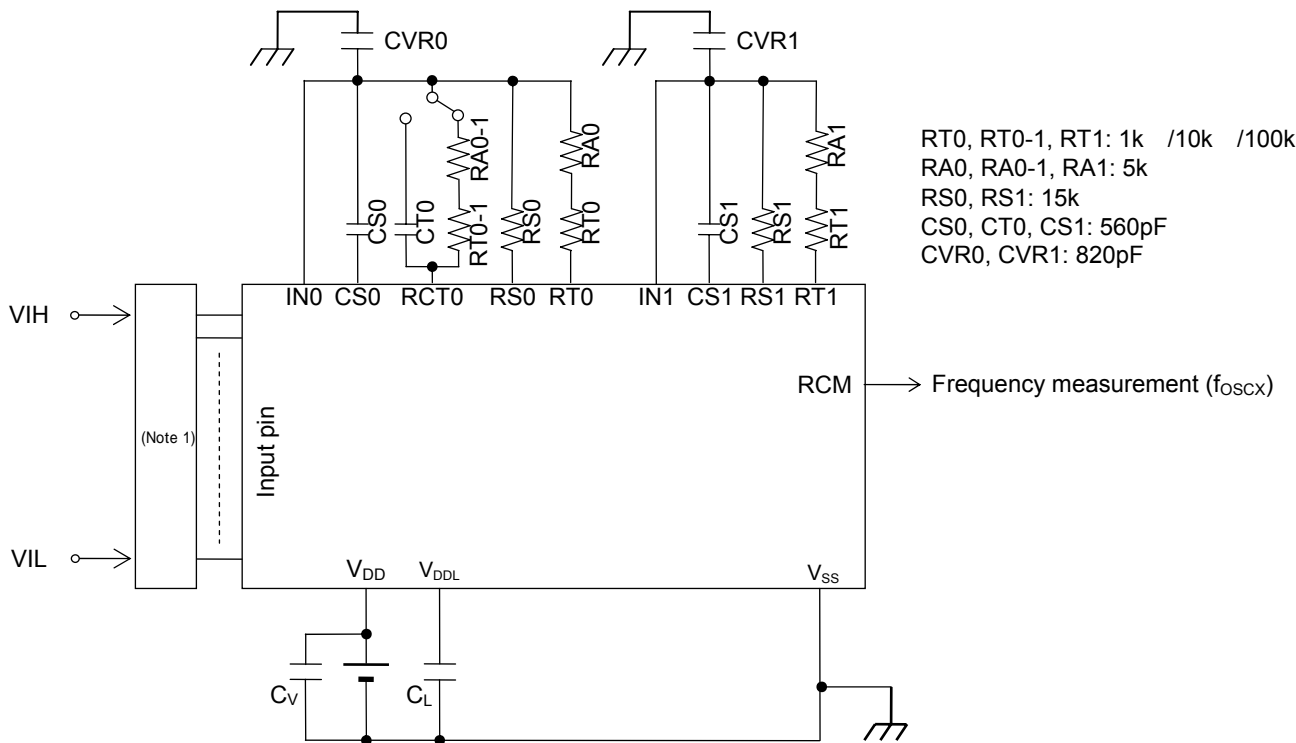 CVR0
CVR1
RA0-1
RA0
RA1
CS0
CT0
RT0-1
RS0
RT0
CS1
RS1
RT1
RT0, RT0-1, RT1: 1k /10k /100k
RA0, RA0-1, RA1: 5k
RS0, RS1: 15k
CS0, CT0, CS1: 560pF
CVR0, CVR1: 820pF
IN0 CS0 RCT0 RS0 RT0 IN1 CS1 RS1 RT1
VIH
RCM
Frequency measurement (fOSCX)
(Note 1)
Input pin
VIL
VDD
VDDL
VSS
CV
CL